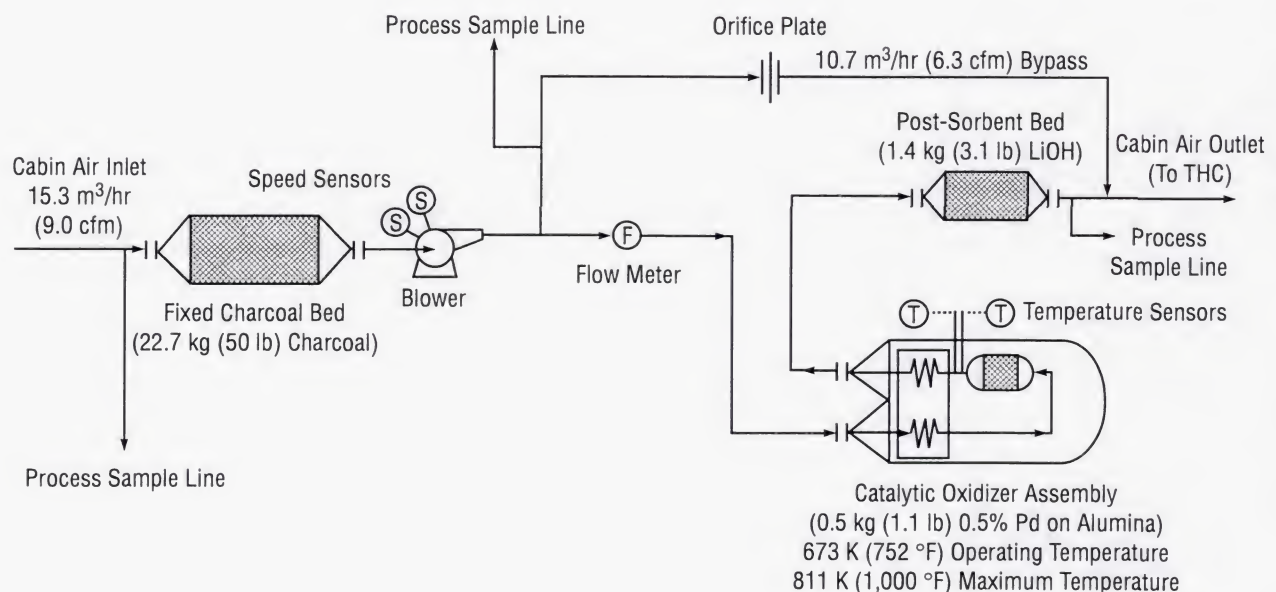 Process Sample Line
Orifice Plate
10.7 m³/hr (6.3 cfm) Bypass
Post-Sorbent Bed
(1.4 kg (3.1 lb) LiOH)
Cabin Air Outlet
(To THC)
Cabin Air Inlet
15.3 m³/hr
(9.0 cfm)
Speed Sensors
S
S
F
Flow Meter
Blower
Process
Sample Line
Fixed Charcoal Bed
(22.7 kg (50 lb) Charcoal)
T
T
Temperature Sensors
Process Sample Line
Catalytic Oxidizer Assembly
(0.5 kg (1.1 lb) 0.5% Pd on Alumina)
673 K (752 °F) Operating Temperature
811 K (1,000 °F) Maximum Temperature